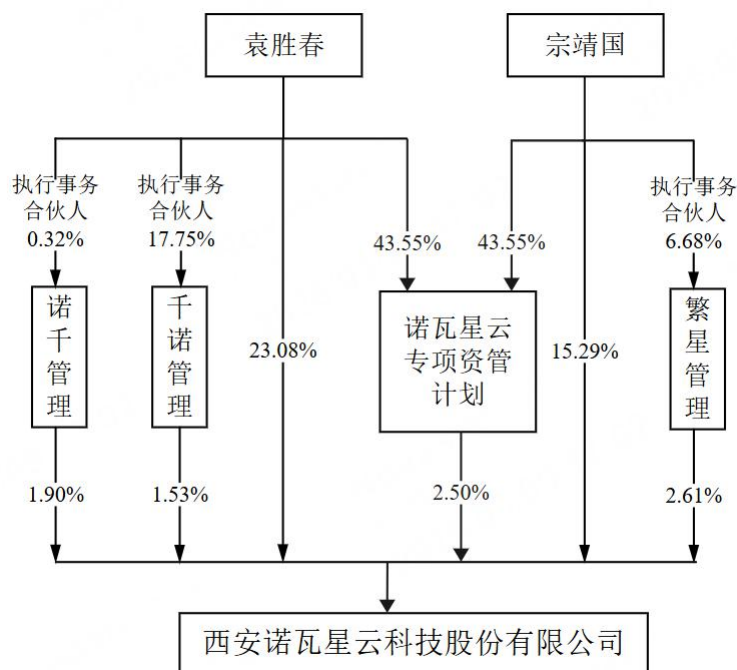 袁胜春
宗靖国
执行事务
合伙人
0.32%
执行事务
合伙人
17.75%
43.55%
43.55%
执行事务
合伙人
6.68%
诺千管理
千诺管理
23.08%
诺瓦星云
专项资管
计划
15.29%
繁星管理
1.90%
1.53%
2.50%
2.61%
西安诺瓦星云科技股份有限公司